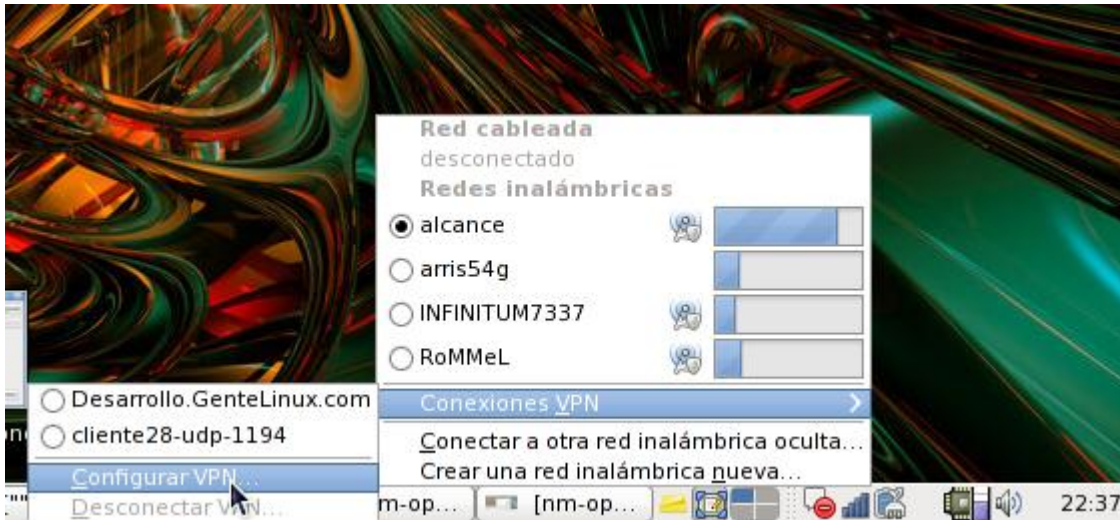 Red cableada
desconectado
Redes inalámbricas
alcance
arris54g
INFINITUM7337
RoMMeL
Conexiones VPN
Conectar a otra red inalámbrica oculta...
Crear una red inalámbrica nueva...
Desarrollo.GenteLinux.com
cliente28-udp-1194
Configurar VPN...
Desconectar VPN...
m-op... [nm-op... 22:37